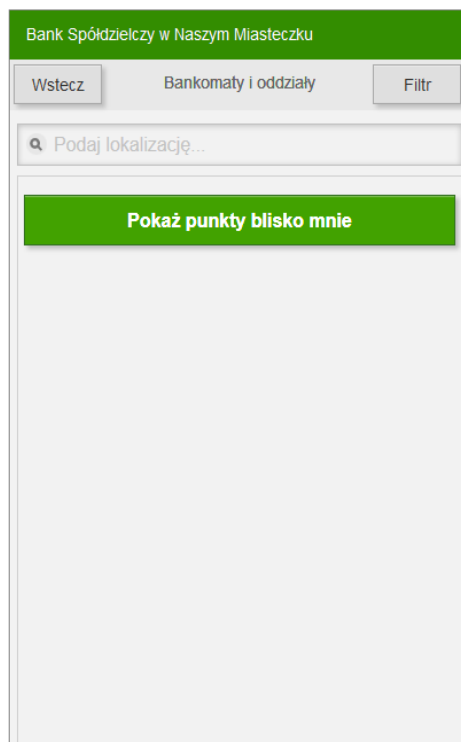 Bank Spółdzielczy w Naszym Miasteczku
Wstecz Bankomaty i oddziały Filtr
Podaj lokalizację...
Pokaż punkty blisko mnie